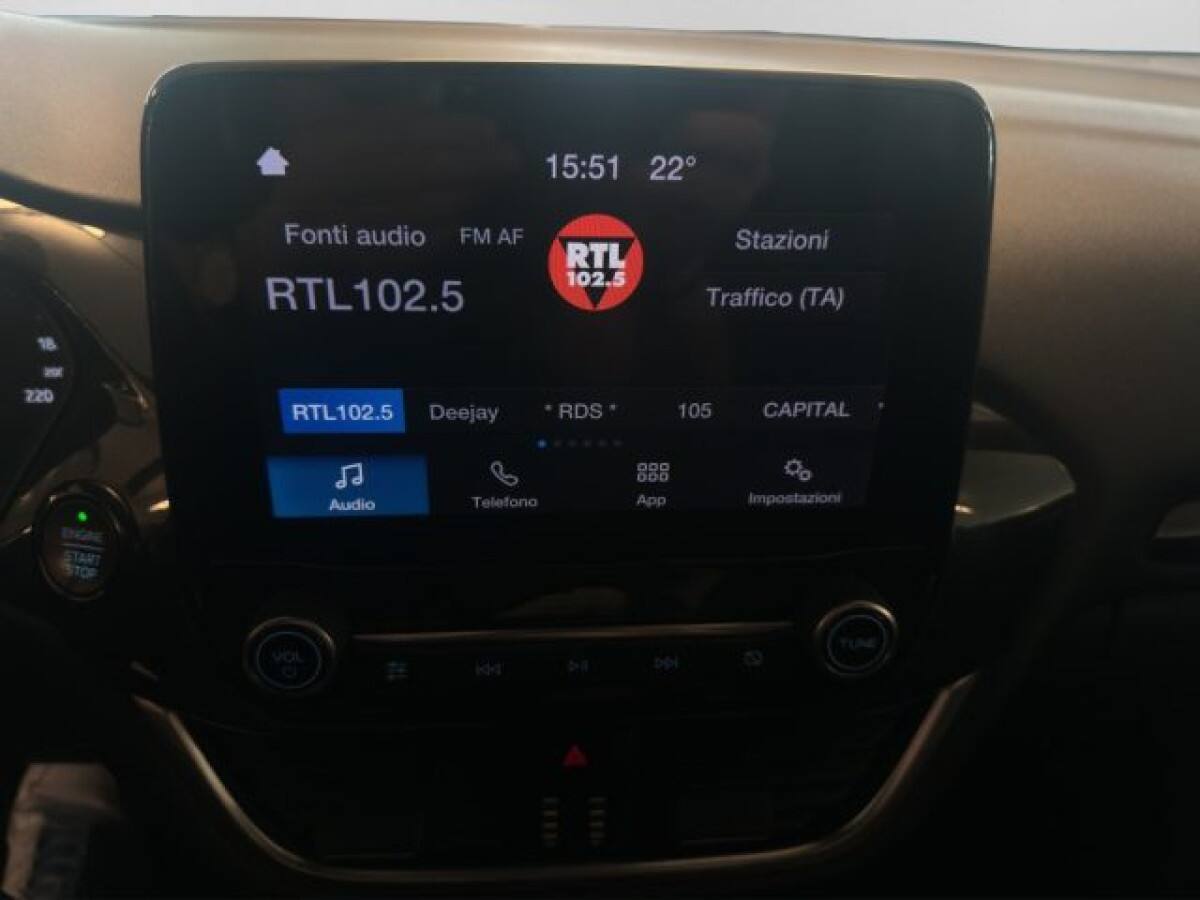 15:51 22°
Fonti audio FM AF
RTL102.5
RTL
102.5
Stazioni
Traffico (TA)
RTL102.5 Deejay * RDS * 105 CAPITAL *
Audio Telefono App Impostazioni
220
ENGINE
START
STOP
VOL
TUNE